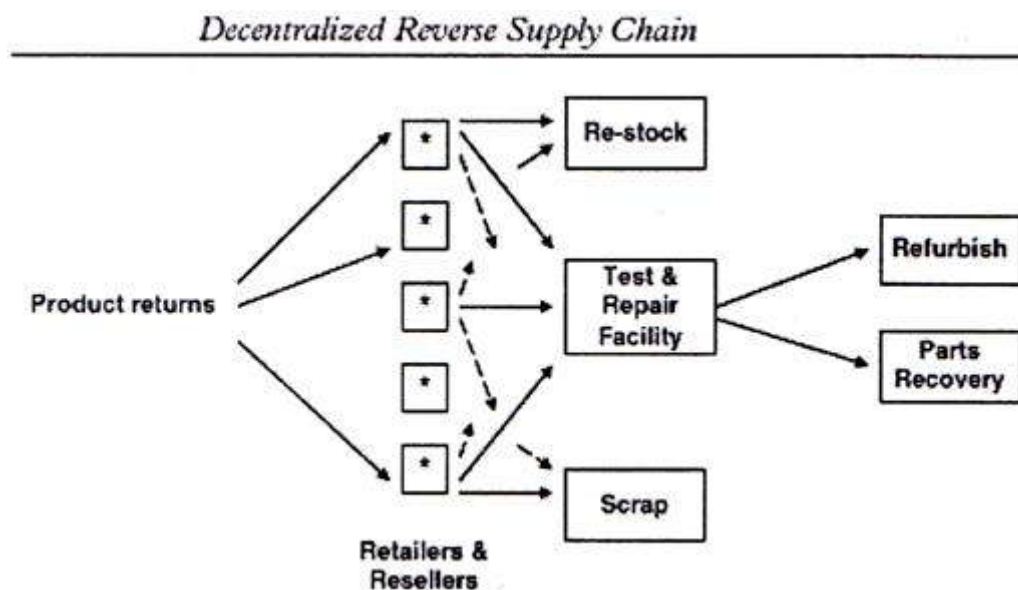 Decentralized Reverse Supply Chain
*
Re-stock
*
Refurbish
Product returns
*
Test &
Repair
Facility
*
Parts
Recovery
*
Scrap
Retailers &
Resellers